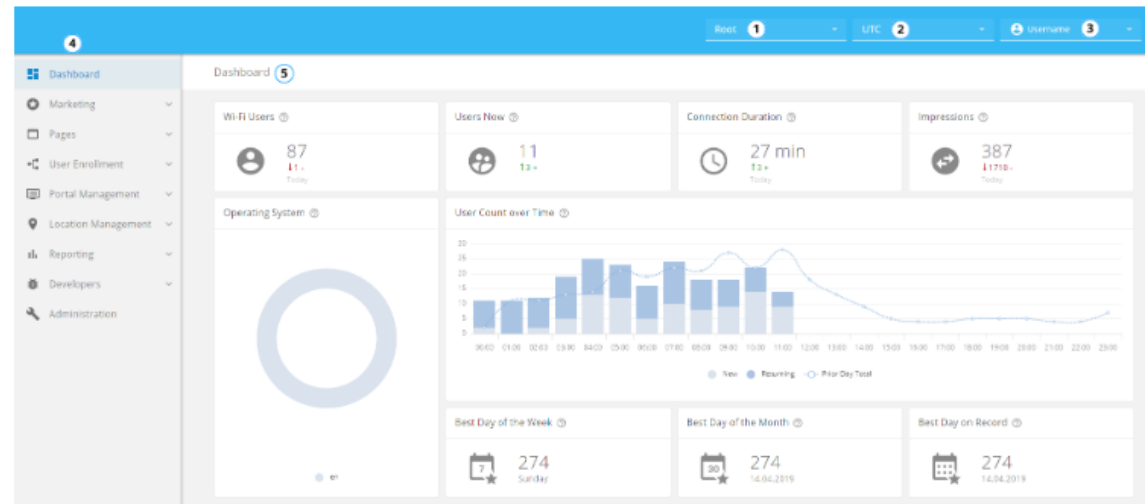 Root 1
UTC 2
Username 3
4
Dashboard
Marketing
Pages
User Enrollment
Portal Management
Location Management
Reporting
Developers
Administration
Dashboard 5
Wi-Fi Users
87
1
Today
Users Now
11
3
Connection Duration
27 min
3
Today
Impressions
387
1710
Today
Operating System
en
User Count over Time
30
25
20
15
10
5
0
00:00 01:00 02:00 03:00 04:00 05:00 06:00 07:00 08:00 09:00 10:00 11:00 12:00 13:00 14:00 15:00 16:00 17:00 18:00 19:00 20:00 21:00 22:00 23:00
New Returning Prior Day Total
Best Day of the Week
7
274
Sunday
Best Day of the Month
30
274
14.04.2019
Best Day on Record
274
14.04.2019